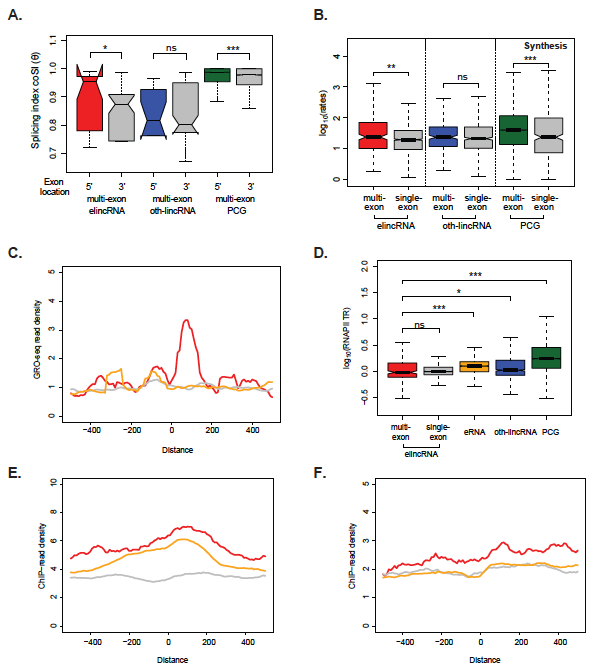 A.
Splicing index coSI (θ)
1.1
1.0
0.9
0.8
0.7
*
ns
***
Exon location
5' 3' 5' 3' 5' 3'
multi-exon elincRNA
multi-exon oth-lincRNA
multi-exon PCG
B.
Synthesis
log10(rates)
4
3
2
1
0
**
ns
***
multi-exon single-exon multi-exon single-exon multi-exon single-exon
elincRNA oth-lincRNA PCG
C.
GRO-seq read density
5
4
3
2
1
0
−400 −200 0 200 400
Distance
D.
log10(RNAPII TR)
2.0
1.5
1.0
0.5
0.0
−0.5
***
*
***
ns
multi-exon single-exon eRNA oth-lincRNA PCG
elincRNA
E.
ChIP−read density
10
8
6
4
2
0
−400 −200 0 200 400
Distance
F.
ChIP−read density
5
4
3
2
1
0
−400 −200 0 200 400
Distance